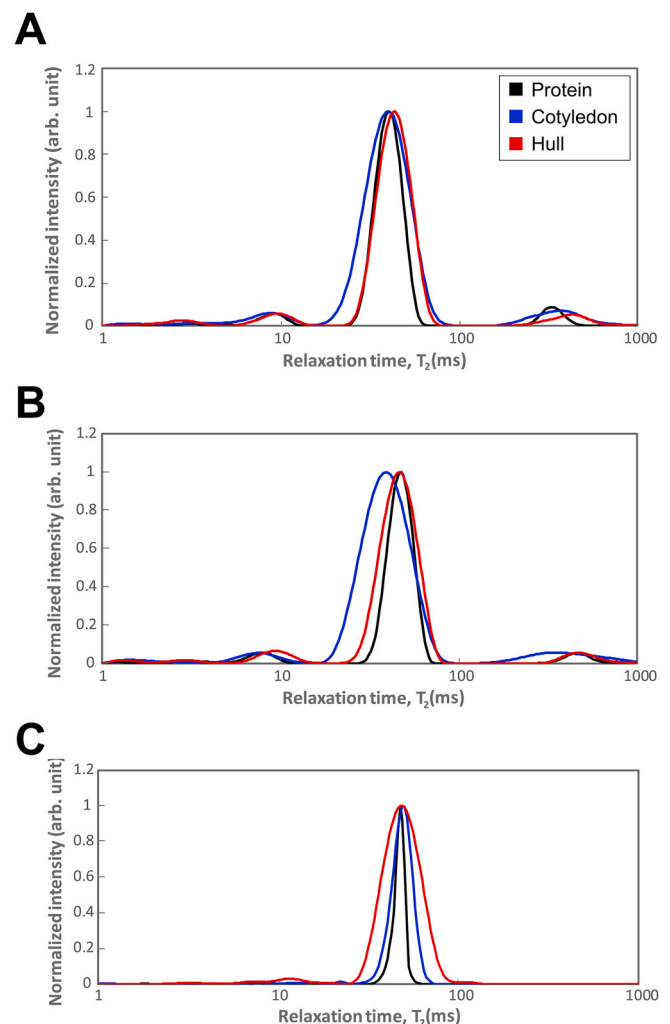 A
Normalized intensity (arb. unit)
1.2
1
0.8
0.6
0.4
0.2
0
Protein
Cotyledon
Hull
1 10 100 1000
Relaxation time, T₂(ms)
B
Normalized intensity (arb. unit)
1.2
1
0.8
0.6
0.4
0.2
0
1 10 100 1000
Relaxation time, T₂(ms)
C
Normalized intensity (arb. unit)
1.2
1
0.8
0.6
0.4
0.2
0
1 10 100 1000
Relaxation time, T₂(ms)